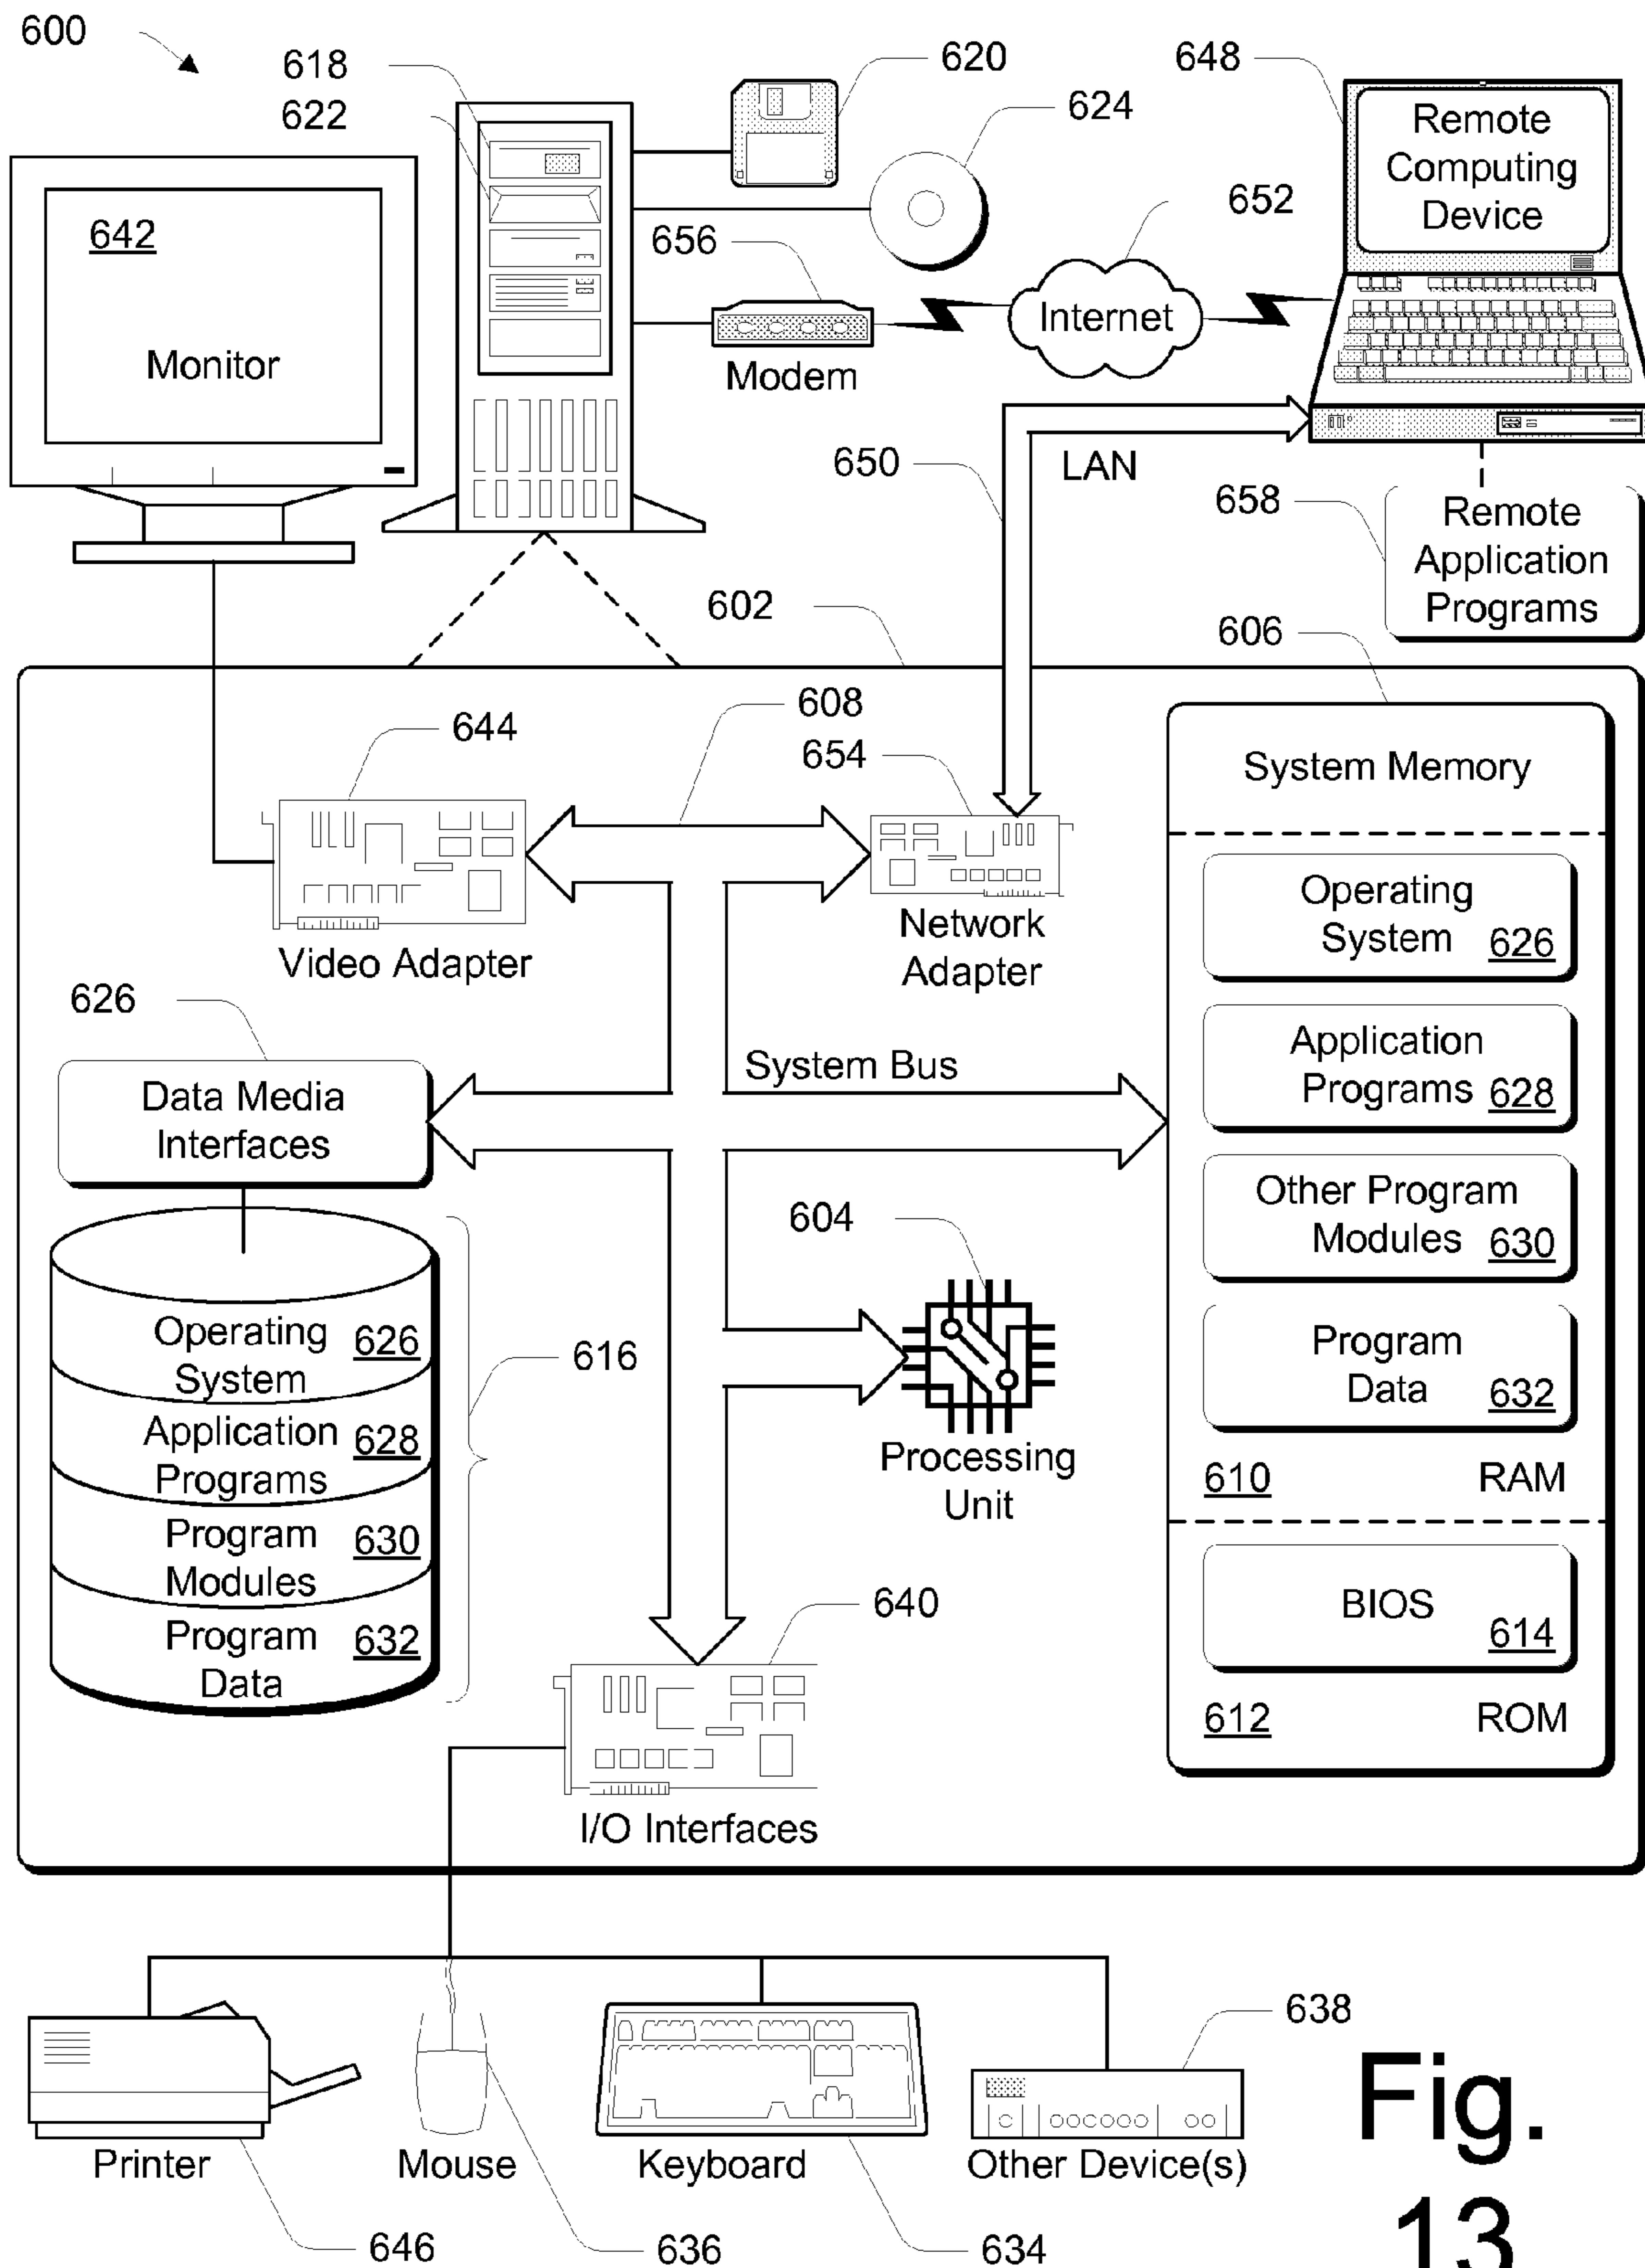 600
618
622
620
624
648
Remote
Computing
Device
642
Monitor
656
Modem
652
Internet
650
LAN
658
Remote
Application
Programs
602
606
644
Video Adapter
608
654
Network
Adapter
System Memory
Operating
System 626
Application
Programs 628
Other Program
Modules 630
Program
Data 632
610 RAM
BIOS
614
612 ROM
626
Data Media
Interfaces
System Bus
604
Processing
Unit
Operating 626
System
Application 628
Programs
Program 630
Modules
Program 632
Data
616
640
I/O Interfaces
Printer
Mouse
Keyboard
638
Other Device(s)
646
636
634
Fig.
13